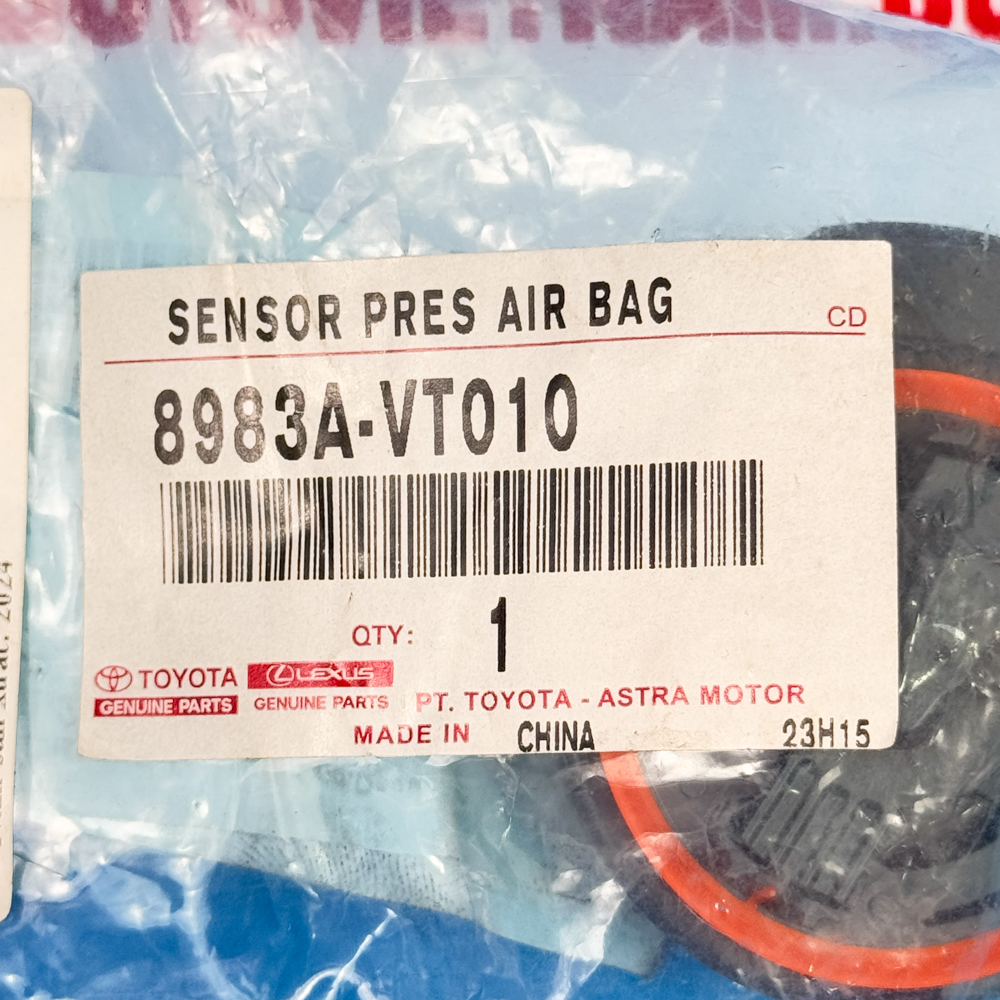 SENSOR PRES AIR BAG
CD
8983A-VT010
QTY: 1
TOYOTA LEXUS
GENUINE PARTS GENUINE PARTS PT. TOYOTA - ASTRA MOTOR
MADE IN CHINA 23H15
2024